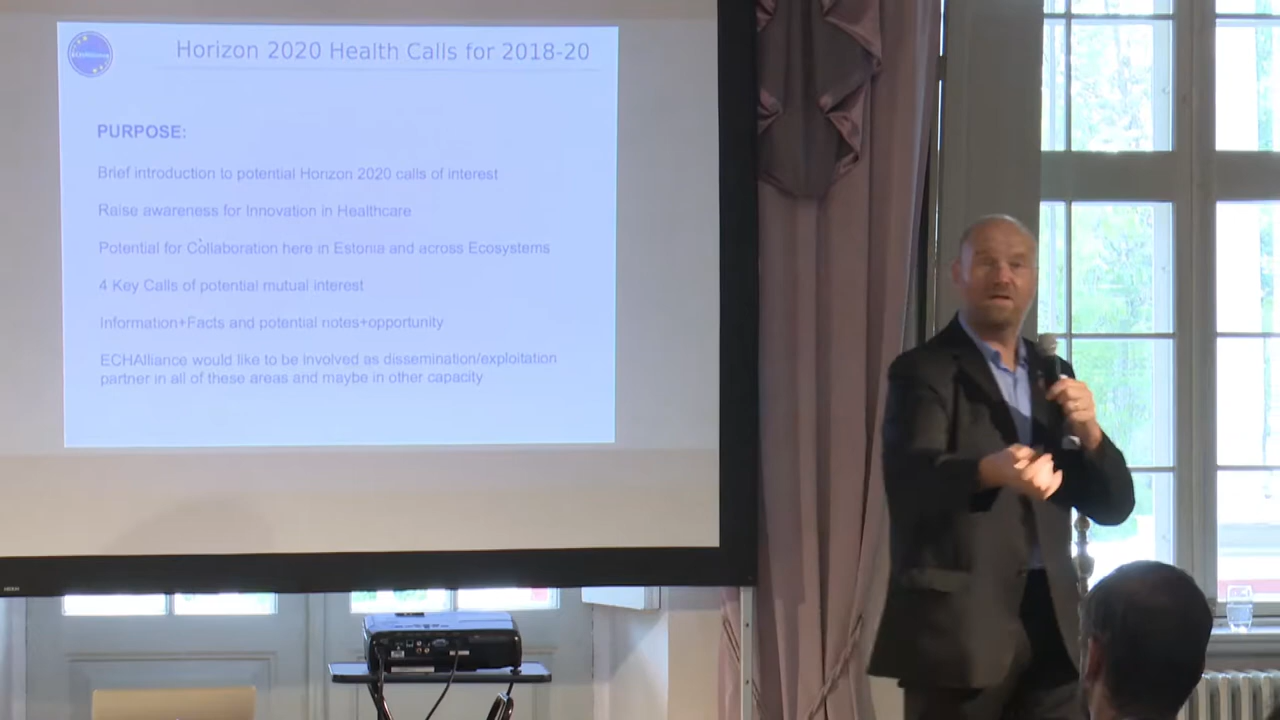 Horizon 2020 Health Calls for 2018-20
PURPOSE:
Brief introduction to potential Horizon 2020 calls of interest
Raise awareness for Innovation in Healthcare
Potential for Collaboration here in Estonia and across Ecosystems
4 Key Calls of potential mutual interest
Information+Facts and potential notes+opportunity
ECHAlliance would like to be involved as dissemination/exploitation
partner in all of these areas and maybe in other capacity